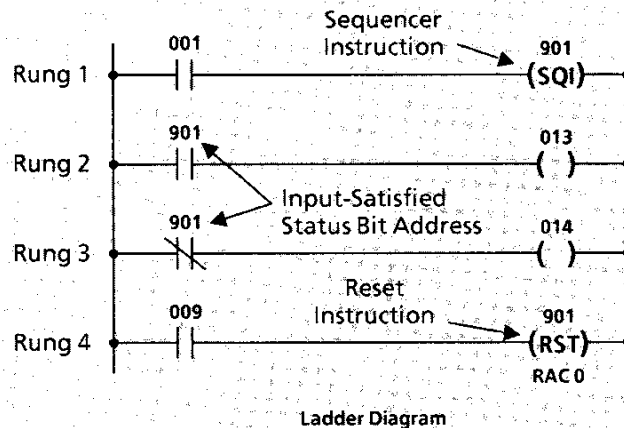 Sequencer
Instruction
Rung 1
001
901
(SQI)
Rung 2
901
013
( )
Input-Satisfied
Status Bit Address
Rung 3
901
014
( )
Reset
Instruction
Rung 4
009
901
(RST)
RAC 0
Ladder Diagram